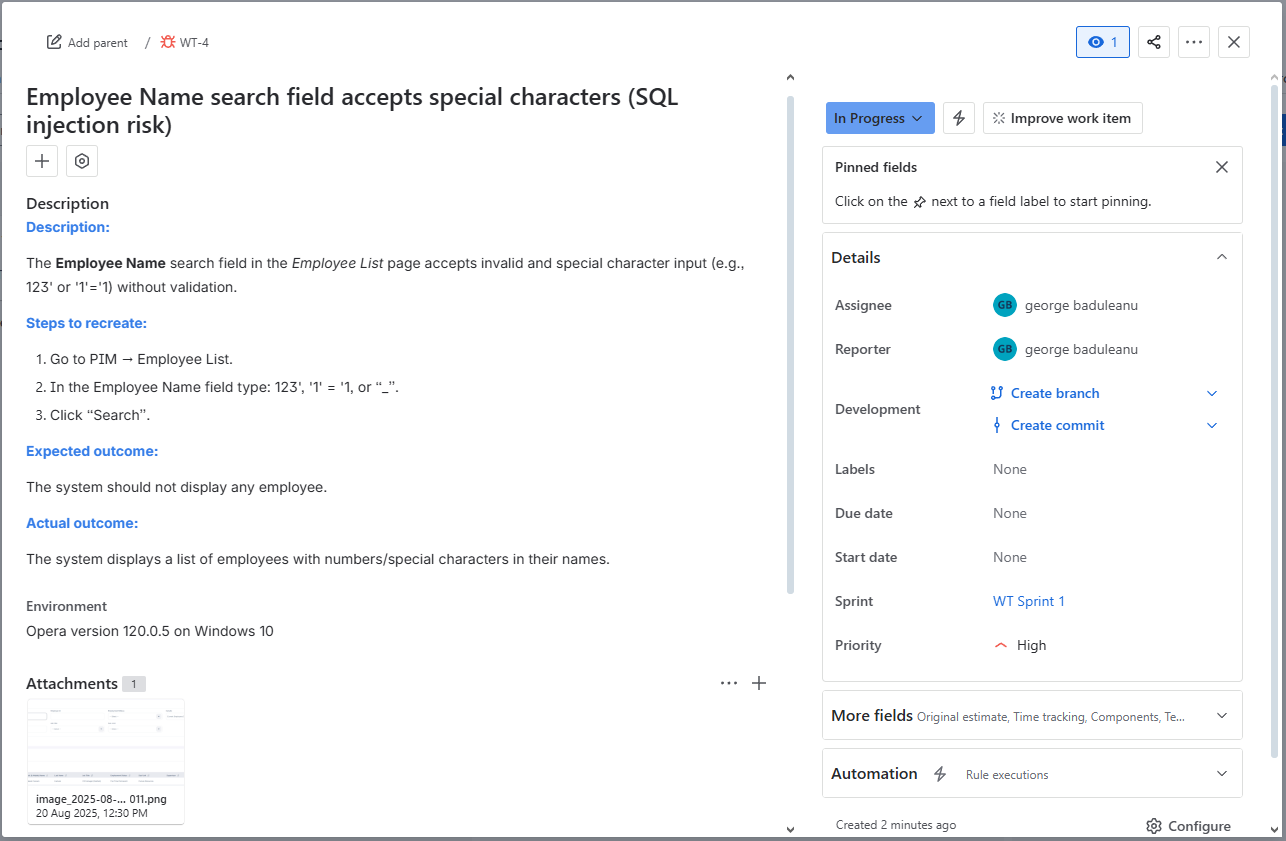 Add parent / WT-4
1
Employee Name search field accepts special characters (SQL
injection risk)
Description
Description:
The Employee Name search field in the Employee List page accepts invalid and special character input (e.g.,
123' or '1'='1) without validation.
Steps to recreate:
1. Go to PIM → Employee List.
2. In the Employee Name field type: 123', '1' = '1, or “_”.
3. Click “Search”.
Expected outcome:
The system should not display any employee.
Actual outcome:
The system displays a list of employees with numbers/special characters in their names.
Environment
Opera version 120.0.5 on Windows 10
Attachments 1
image_2025-08-... 011.png
20 Aug 2025, 12:30 PM
In Progress
Improve work item
Pinned fields
Click on the next to a field label to start pinning.
Details
Assignee GB george baduleanu
Reporter GB george baduleanu
Development Create branch
Create commit
Labels None
Due date None
Start date None
Sprint WT Sprint 1
Priority High
More fields Original estimate, Time tracking, Components, Te...
Automation Rule executions
Created 2 minutes ago
Configure